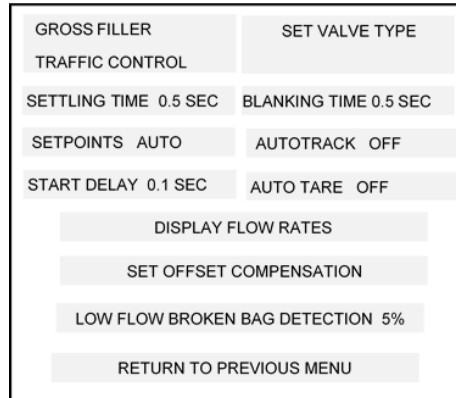 GROSS FILLER
TRAFFIC CONTROL
SET VALVE TYPE
SETTLING TIME 0.5 SEC
BLANKING TIME 0.5 SEC
SETPOINTS AUTO
AUTOTRACK OFF
START DELAY 0.1 SEC
AUTO TARE OFF
DISPLAY FLOW RATES
SET OFFSET COMPENSATION
LOW FLOW BROKEN BAG DETECTION 5%
RETURN TO PREVIOUS MENU